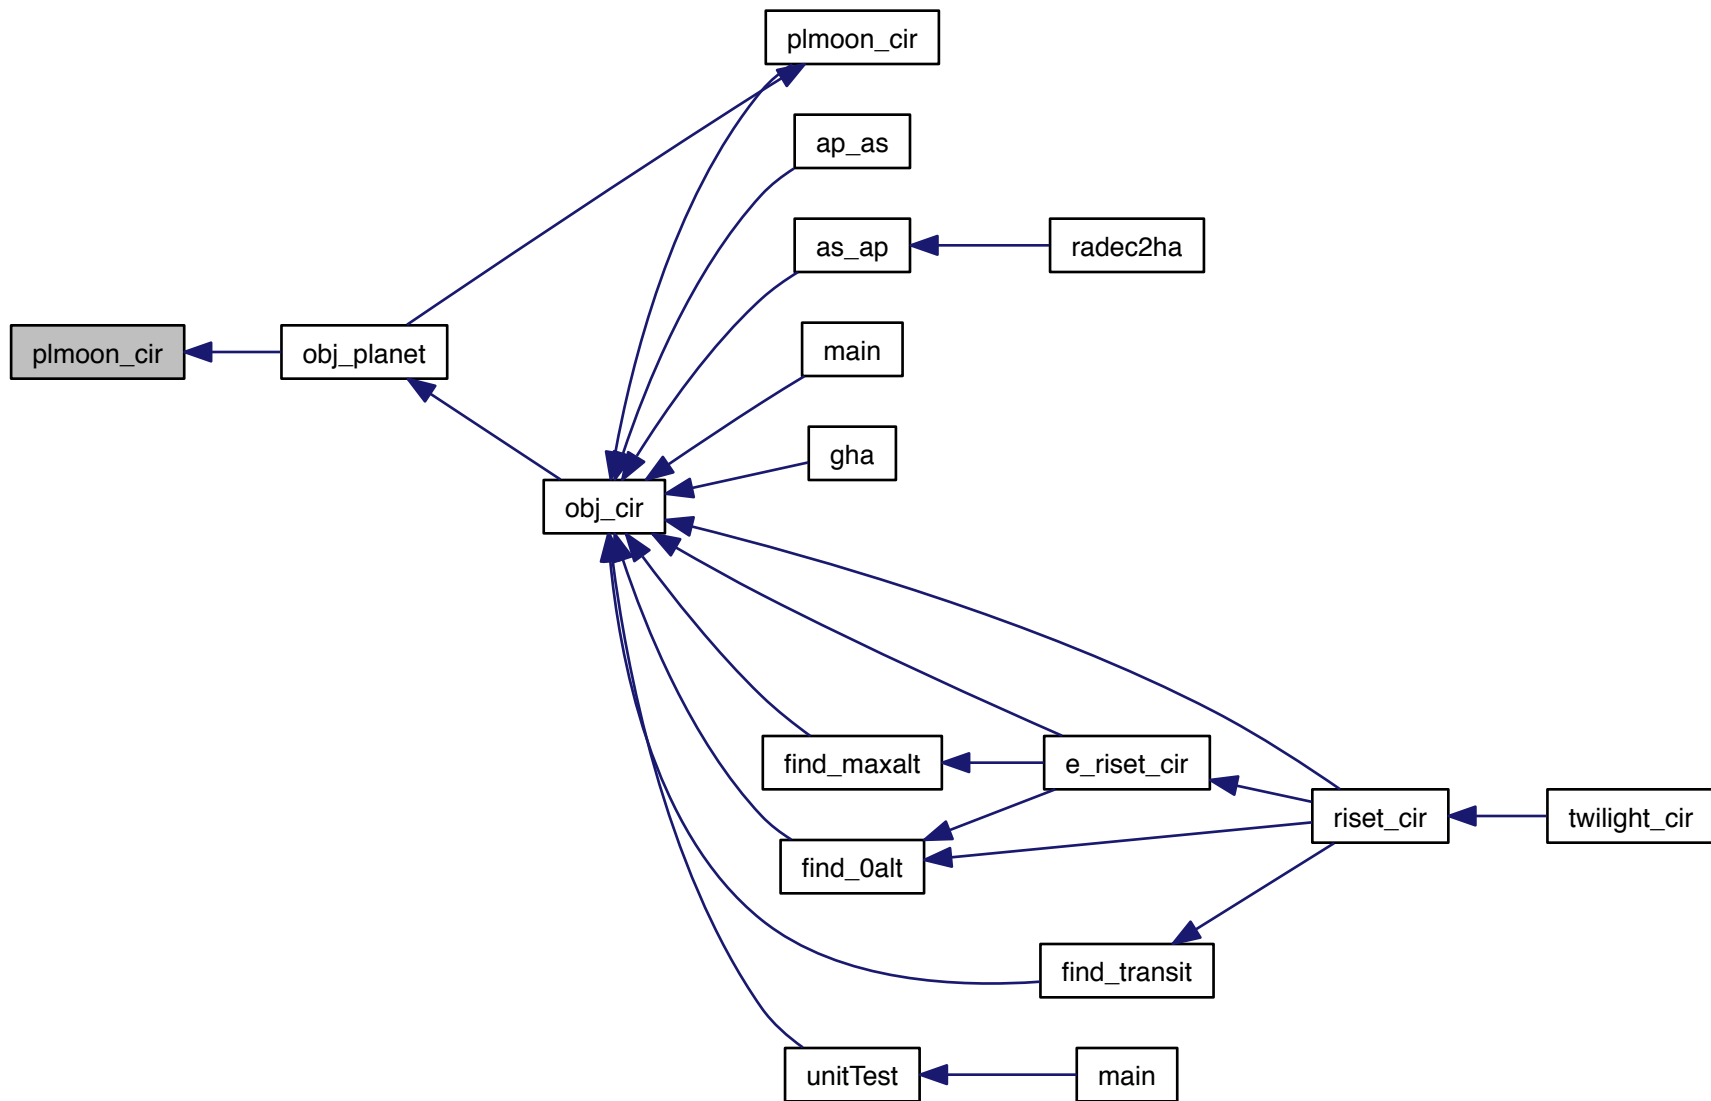 plmoon_cir
ap_as
as_ap
radec2ha
main
plmoon_cir
obj_planet
gha
obj_cir
find_maxalt
e_riset_cir
riset_cir
twilight_cir
find_0alt
find_transit
unitTest
main